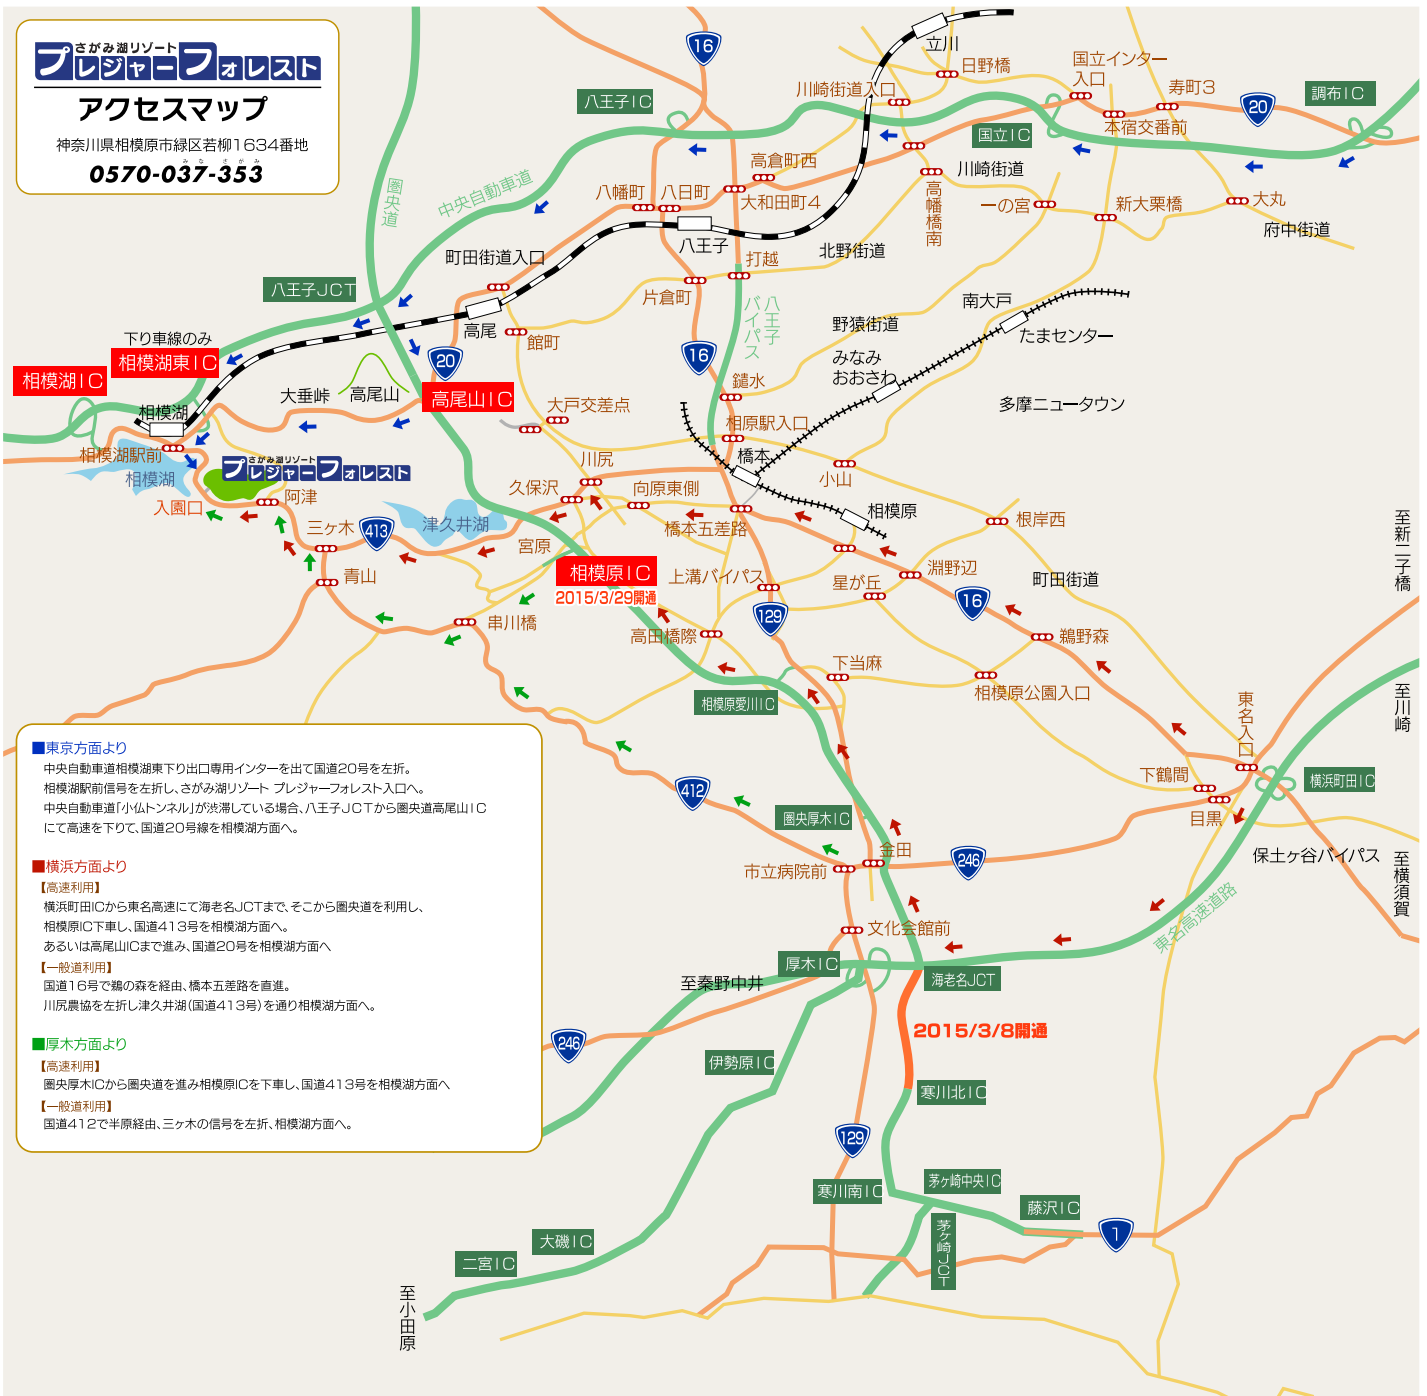 さがみ湖リゾート
プレジャーフォレスト
アクセスマップ
神奈川県相模原市緑区若柳1634番地
みな さがみ
0570-037-353
16
立川
日野橋
国立インター
入口
寿町3
20
調布IC
川崎街道入口
八王子IC
国立IC
本宿交番前
圏央道
中央自動車道
高倉町西
川崎街道
八幡町
八日町
大和田町4
高幡橋南
一の宮
新大栗橋
大丸
府中街道
八王子
北野街道
町田街道入口
打越
八王子JCT
片倉町
八王子バイパス
南大戸
高尾
館町
野猿街道
たまセンター
下り車線のみ
相模湖東IC
相模湖IC
20
16
みなみ
おおさわ
大垂峠
高尾山
高尾山IC
鑓水
大戸交差点
多摩ニュータウン
相模湖
相原駅入口
相模湖駅前
橋本
川尻
さがみ湖リゾート
プレジャーフォレスト
相模湖
小山
入園口
阿津
久保沢
向原東側
相模原
三ヶ木
413
津久井湖
橋本五差路
根岸西
至新二子橋
宮原
青山
相模原IC
2015/3/29開通
上溝バイパス
星が丘
淵野辺
町田街道
16
129
串川橋
高田橋際
鵜野森
下当麻
相模原公園入口
相模原愛川IC
東名入口
至川崎
下鶴間
横浜町田IC
412
圏央厚木IC
目黒
金田
246
市立病院前
保土ヶ谷バイパス
至横須賀
文化会館前
東名高速道路
厚木IC
至秦野中井
海老名JCT
2015/3/8開通
246
伊勢原IC
寒川北IC
129
寒川南IC
茅ヶ崎中央IC
藤沢IC
1
茅ヶ崎JCT
大磯IC
二宮IC
至小田原
■東京方面より
中央自動車道相模湖東下り出口専用インターを出て国道20号を左折。
相模湖駅前信号を左折し、さがみ湖リゾート プレジャーフォレスト入口へ。
中央自動車道「小仏トンネル」が渋滞している場合、八王子JCTから圏央道高尾山IC
にて高速を下りて、国道20号線を相模湖方面へ。
■横浜方面より
【高速利用】
横浜町田ICから東名高速にて海老名JCTまで、そこから圏央道を利用し、
相模原IC下車し、国道413号を相模湖方面へ。
あるいは高尾山ICまで進み、国道20号を相模湖方面へ
【一般道利用】
国道16号で鵜の森を経由、橋本五差路を直進。
川尻農協を左折し津久井湖（国道413号）を通り相模湖方面へ。
■厚木方面より
【高速利用】
圏央厚木ICから圏央道を進み相模原ICを下車し、国道413号を相模湖方面へ
【一般道利用】
国道412で半原経由、三ヶ木の信号を左折、相模湖方面へ。